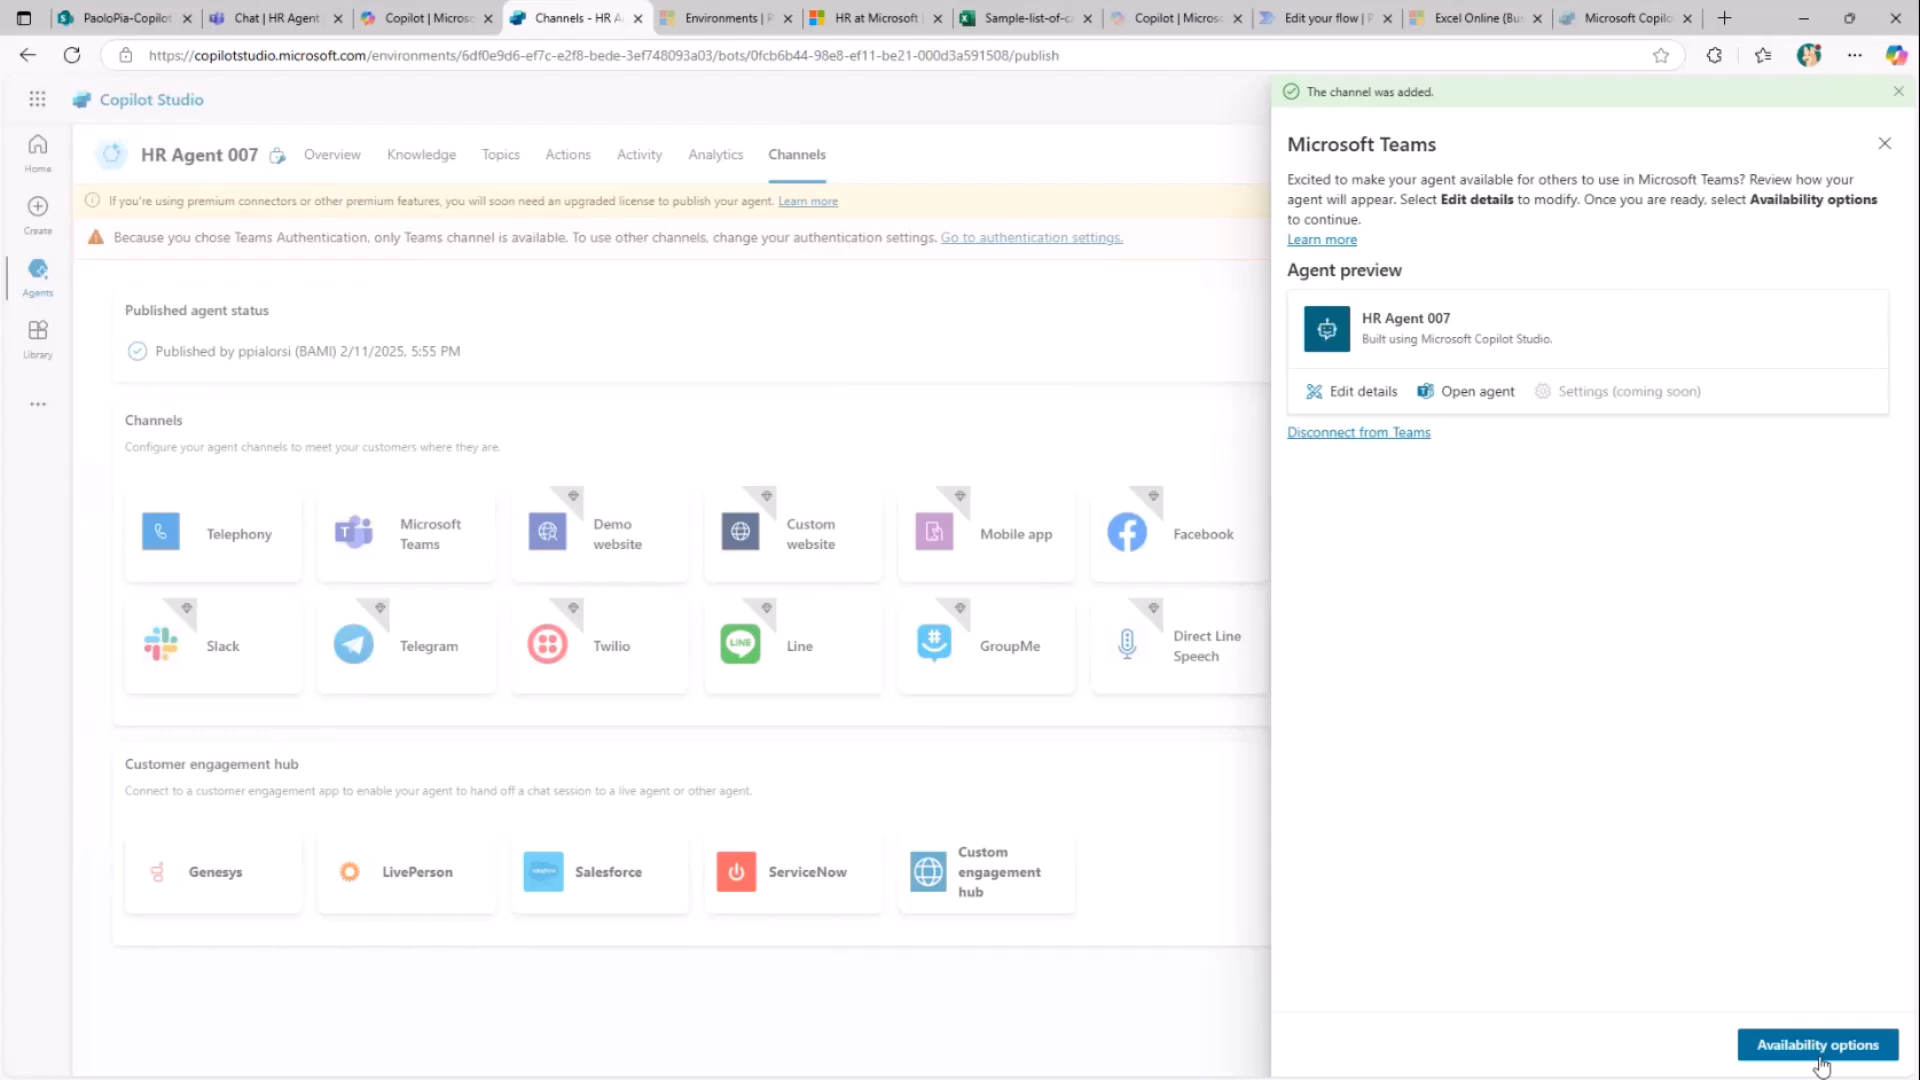 PaoloPia-Copilot
Chat | HR Agent
Copilot | Micros
Channels - HR A
Environments | P
HR at Microsoft
Sample-list-of-c
Copilot | Micros
Edit your flow | P
Excel Online (Bu
Microsoft Copilo
https://copilotstudio.microsoft.com/environments/6df0e9d6-ef7c-e2f8-bede-3ef748093a03/bots/0fcb6b44-98e8-ef11-be21-000d3a591508/publish
Copilot Studio
Home
Create
Agents
Library
HR Agent 007
Overview
Knowledge
Topics
Actions
Activity
Analytics
Channels
If you're using premium connectors or other premium features, you will soon need an upgraded license to publish your agent. Learn more
Because you chose Teams Authentication, only Teams channel is available. To use other channels, change your authentication settings. Go to authentication settings.
Published agent status
Published by ppialorsi (BAMI) 2/11/2025, 5:55 PM
Channels
Configure your agent channels to meet your customers where they are.
Telephony
Microsoft
Teams
Demo
website
Custom
website
Mobile app
Facebook
Slack
Telegram
Twilio
LINE
Line
GroupMe
Direct Line
Speech
Customer engagement hub
Connect to a customer engagement app to enable your agent to hand off a chat session to a live agent or other agent.
Genesys
LivePerson
Salesforce
ServiceNow
Custom
engagement
hub
The channel was added.
Microsoft Teams
Excited to make your agent available for others to use in Microsoft Teams? Review how your
agent will appear. Select Edit details to modify. Once you are ready, select Availability options
to continue.
Learn more
Agent preview
HR Agent 007
Built using Microsoft Copilot Studio.
Edit details
Open agent
Settings (coming soon)
Disconnect from Teams
Availability options